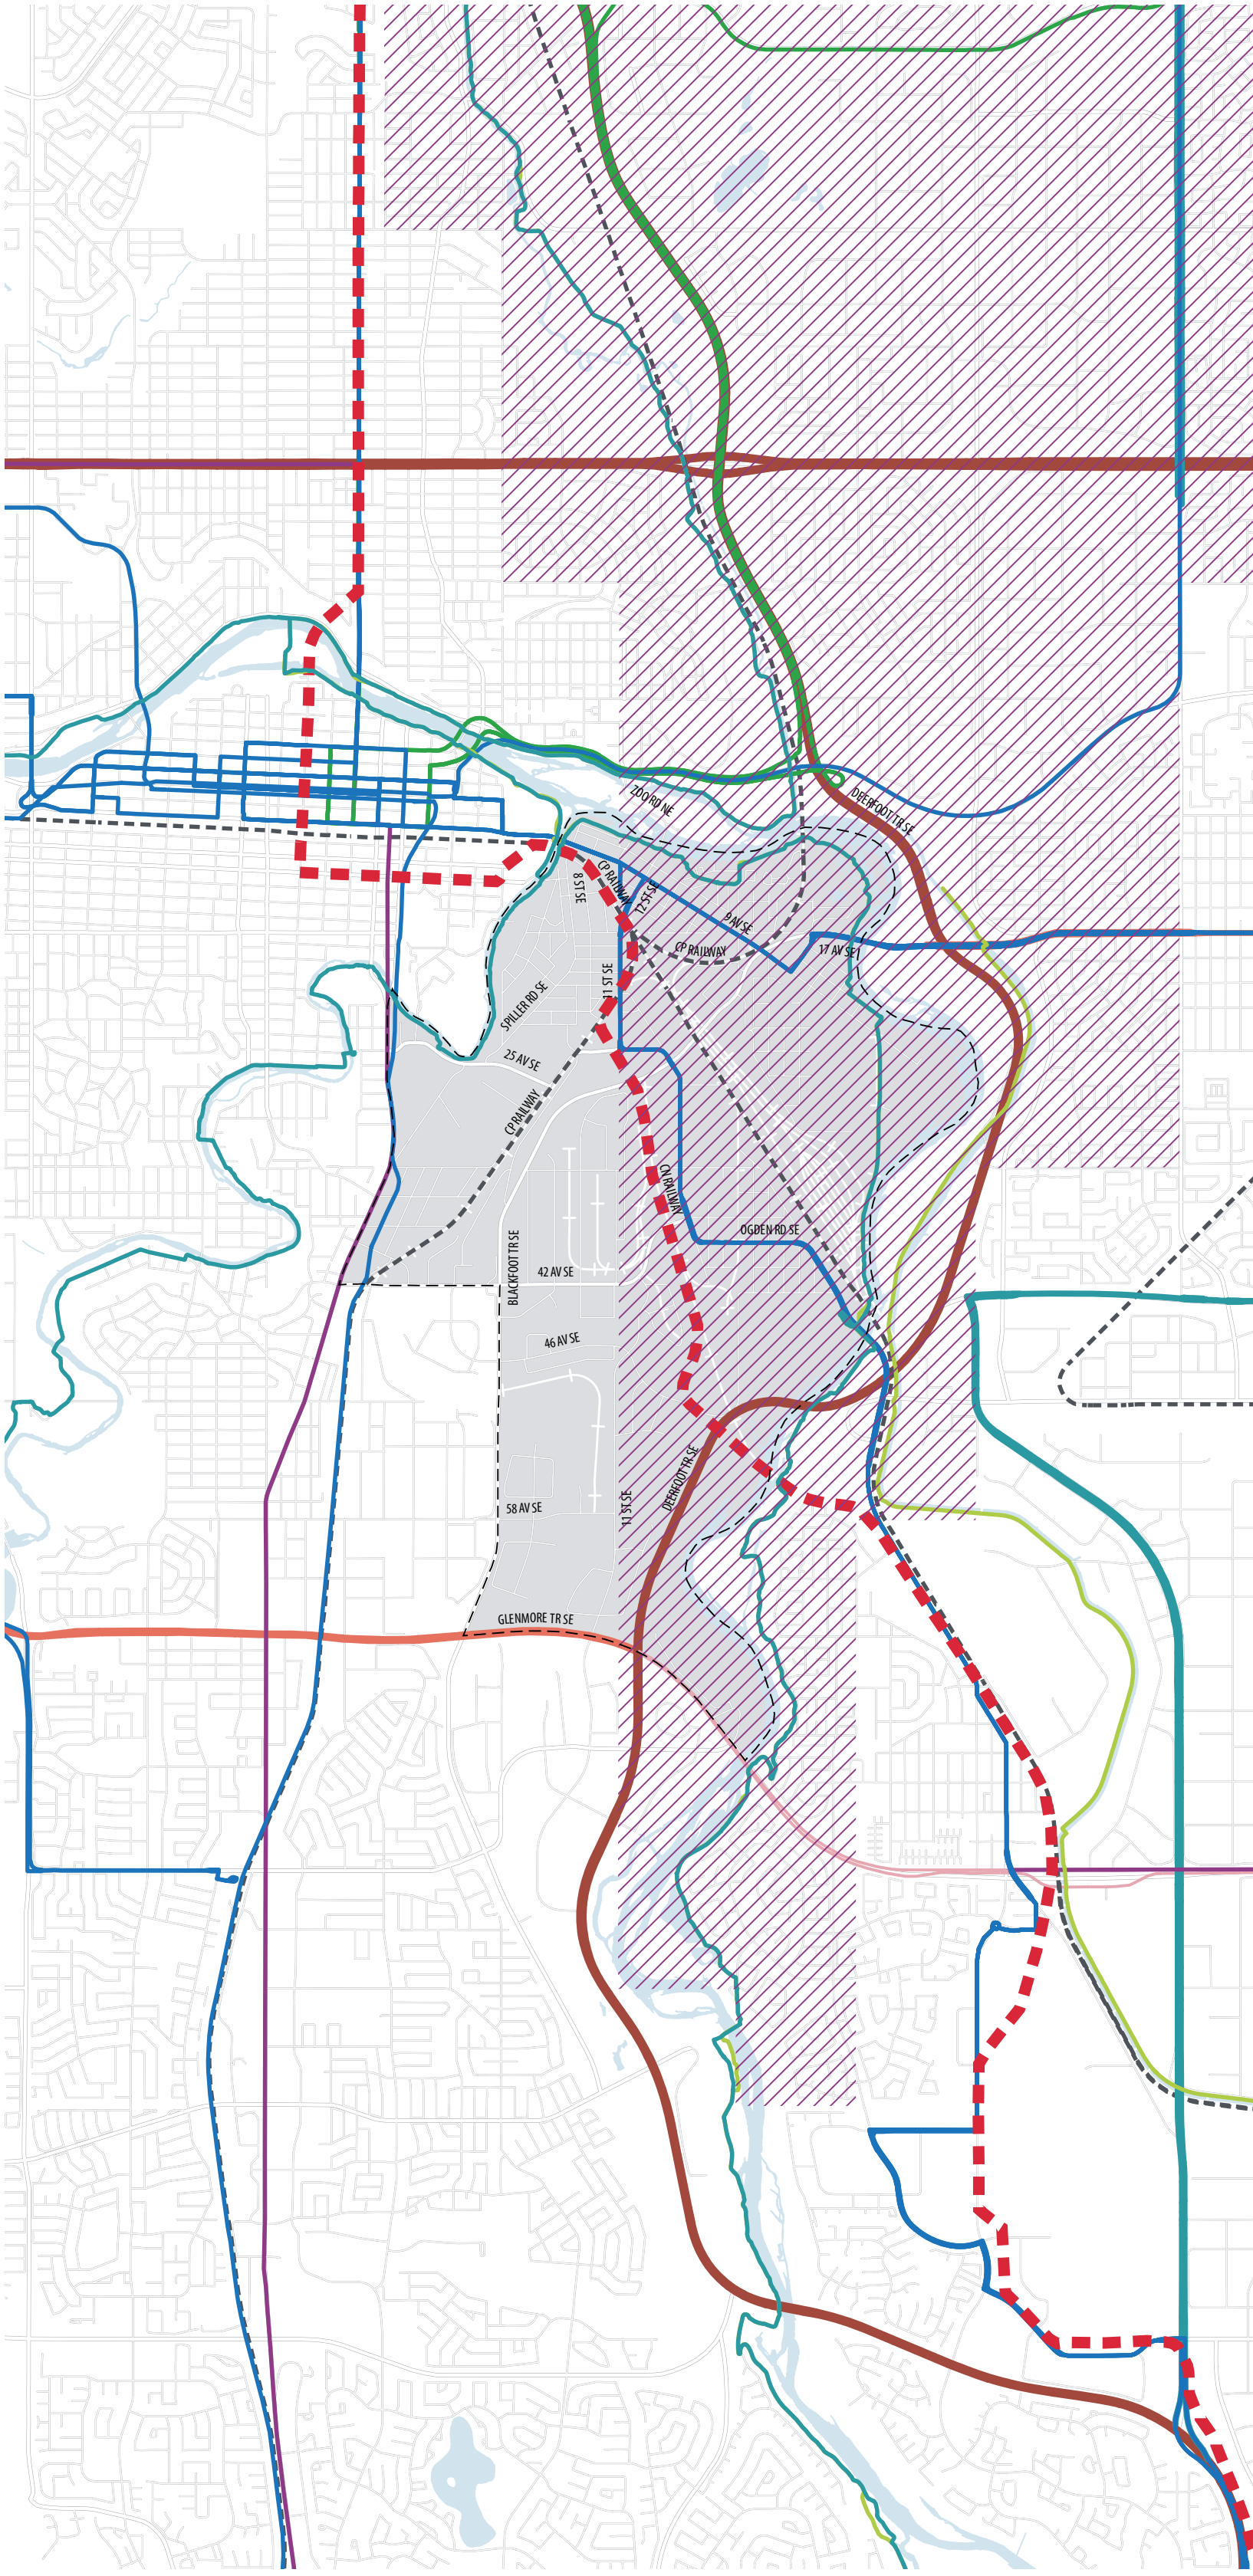 ZOO RD NE
DEERFOOT TR SE
8 ST SE
CP RAILWAY
12 ST SE
9 AV SE
CP RAILWAY
17 AV SE
11 ST SE
SPILLER RD SE
25 AV SE
CP RAILWAY
CN RAILWAY
OGDEN RD SE
BLACKFOOT TR SE
42 AV SE
46 AV SE
DEERFOOT TR SE
58 AV SE
11 ST SE
GLENMORE TR SE